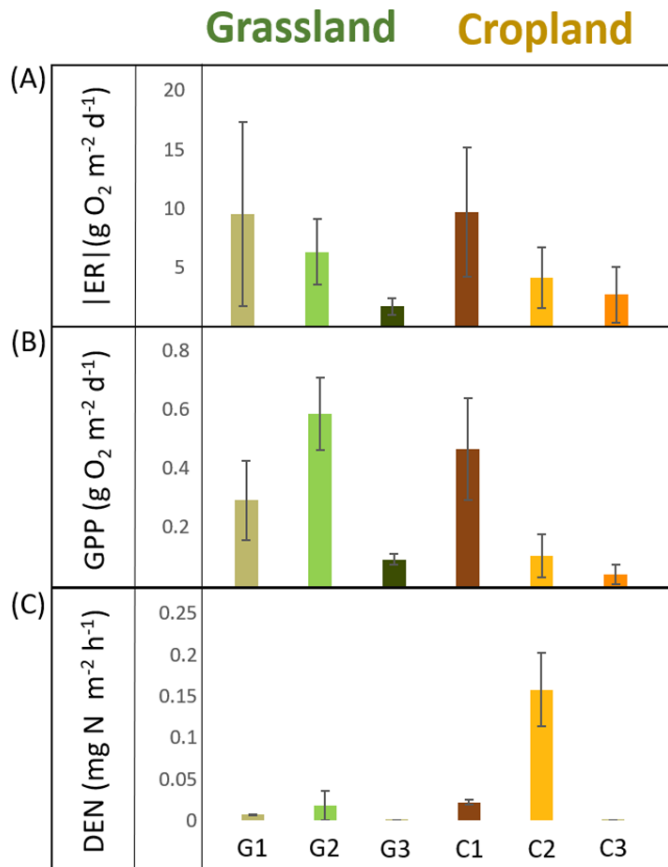 Grassland Cropland
(A)
|ER| (g O₂ m⁻² d⁻¹)
20
15
10
5
(B)
GPP (g O₂ m⁻² d⁻¹)
0.8
0.6
0.4
0.2
(C)
DEN (mg N m⁻² h⁻¹)
0.25
0.2
0.15
0.1
0.05
0
G1 G2 G3 C1 C2 C3